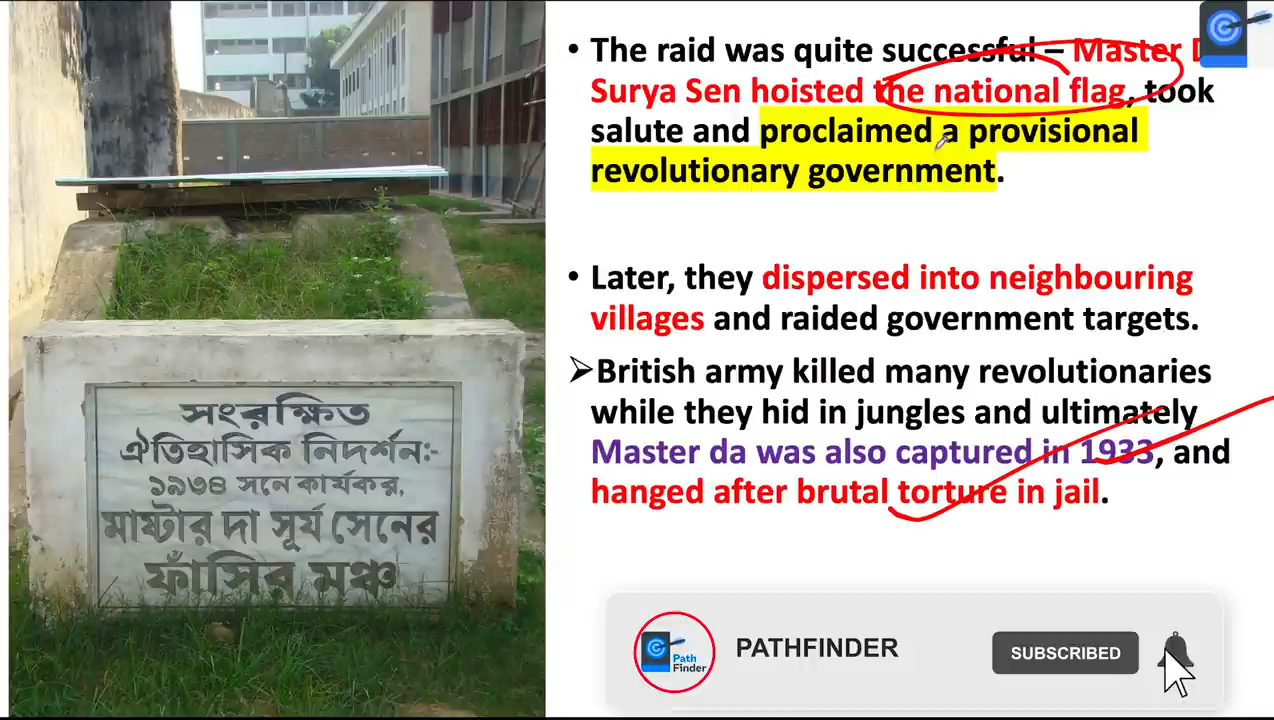 সংরক্ষিত
ঐতিহাসিক নিদর্শন:-
১৯৩৪ সনে কার্যকর,
মাষ্টার দা সূর্য সেনের
ফাঁসির মঞ্চ
• The raid was quite successful – Master
Surya Sen hoisted the national flag, took
salute and proclaimed a provisional
revolutionary government.
• Later, they dispersed into neighbouring
villages and raided government targets.
➢British army killed many revolutionaries
while they hid in jungles and ultimately
Master da was also captured in 1933, and
hanged after brutal torture in jail.
Path
Finder
PATHFINDER
SUBSCRIBED